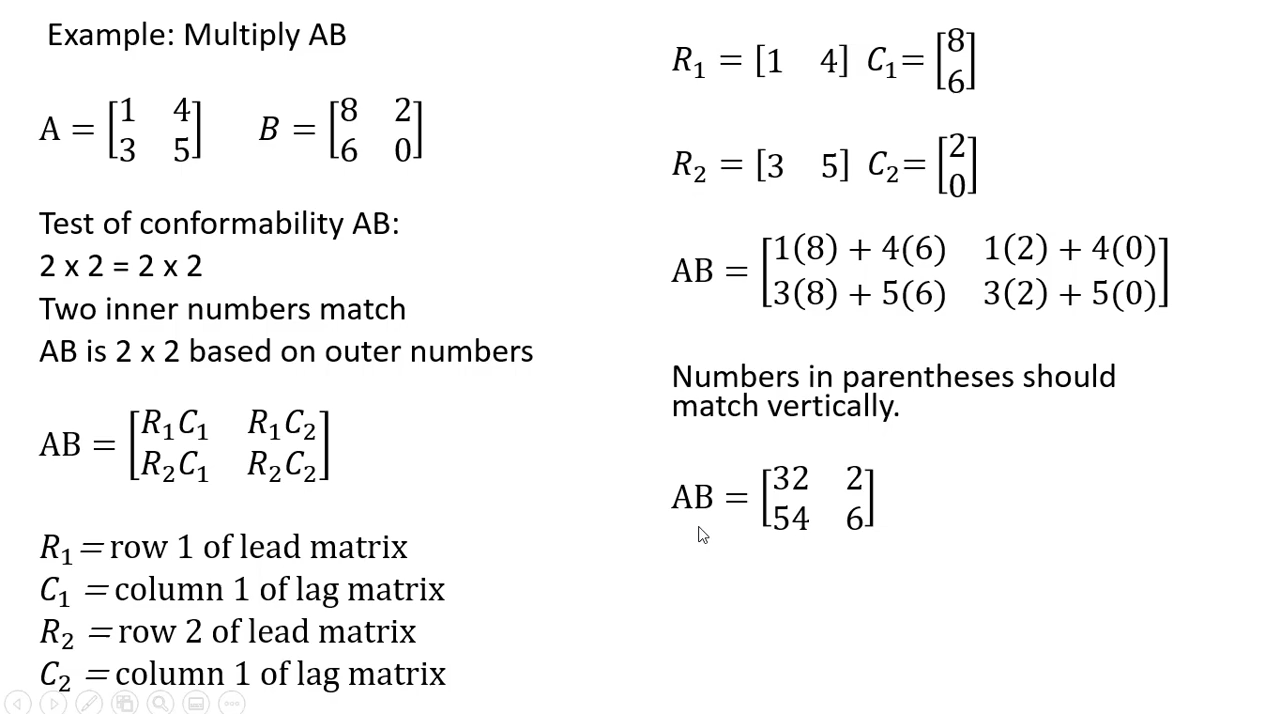 Example: Multiply AB
A = [1 4; 3 5] B = [8 2; 6 0]
Test of conformability AB:
2 x 2 = 2 x 2
Two inner numbers match
AB is 2 x 2 based on outer numbers
AB = [R₁C₁ R₁C₂; R₂C₁ R₂C₂]
R₁ = row 1 of lead matrix
C₁ = column 1 of lag matrix
R₂ = row 2 of lead matrix
C₂ = column 1 of lag matrix
R₁ = [1 4] C₁ = [8; 6]
R₂ = [3 5] C₂ = [2; 0]
AB = [1(8) + 4(6) 1(2) + 4(0); 3(8) + 5(6) 3(2) + 5(0)]
Numbers in parentheses should
match vertically.
AB = [32 2; 54 6]